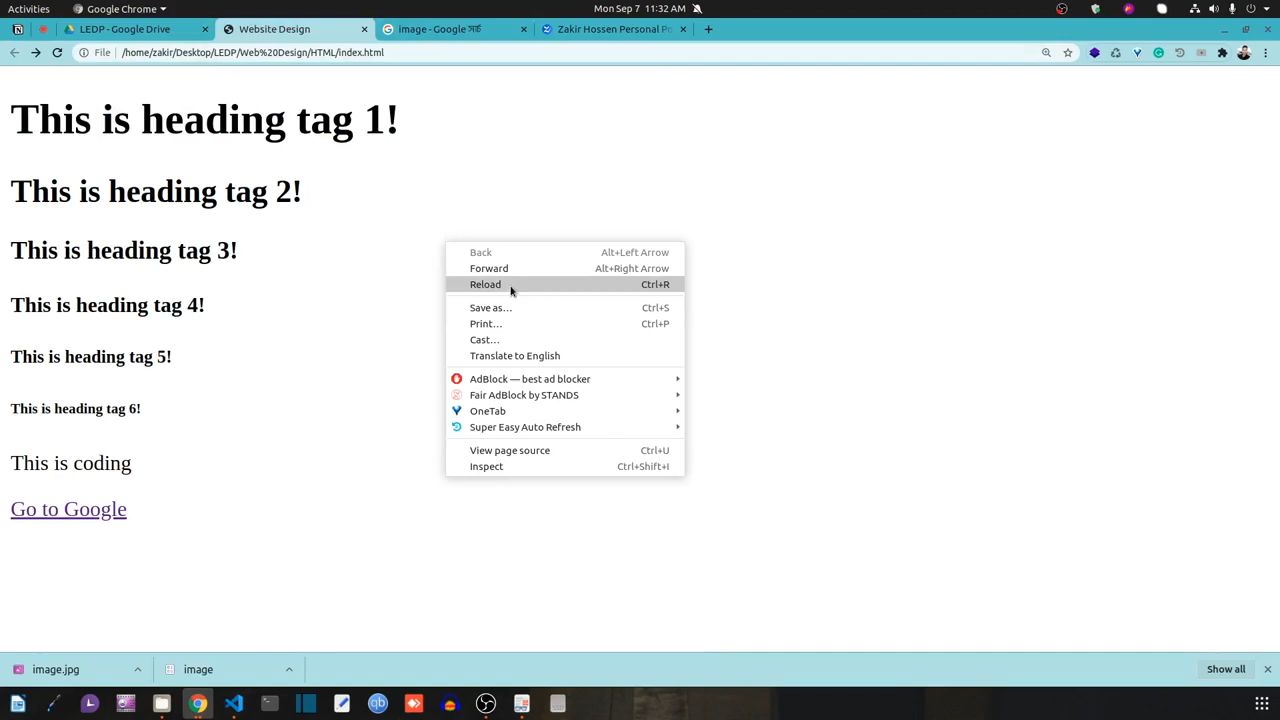 Activities
Google Chrome
Mon Sep 7 11:32 AM
LEDP - Google Drive
Website Design
image - Google সার্চ
Zakir Hossen Personal Po
File
/home/zakir/Desktop/LEDP/Web%20Design/HTML/index.html
This is heading tag 1!
This is heading tag 2!
This is heading tag 3!
This is heading tag 4!
This is heading tag 5!
This is heading tag 6!
This is coding
Go to Google
Back Alt+Left Arrow
Forward Alt+Right Arrow
Reload Ctrl+R
Save as… Ctrl+S
Print… Ctrl+P
Cast…
Translate to English
AdBlock — best ad blocker
Fair AdBlock by STANDS
OneTab
Super Easy Auto Refresh
View page source Ctrl+U
Inspect Ctrl+Shift+I
image.jpg
image
Show all
qb